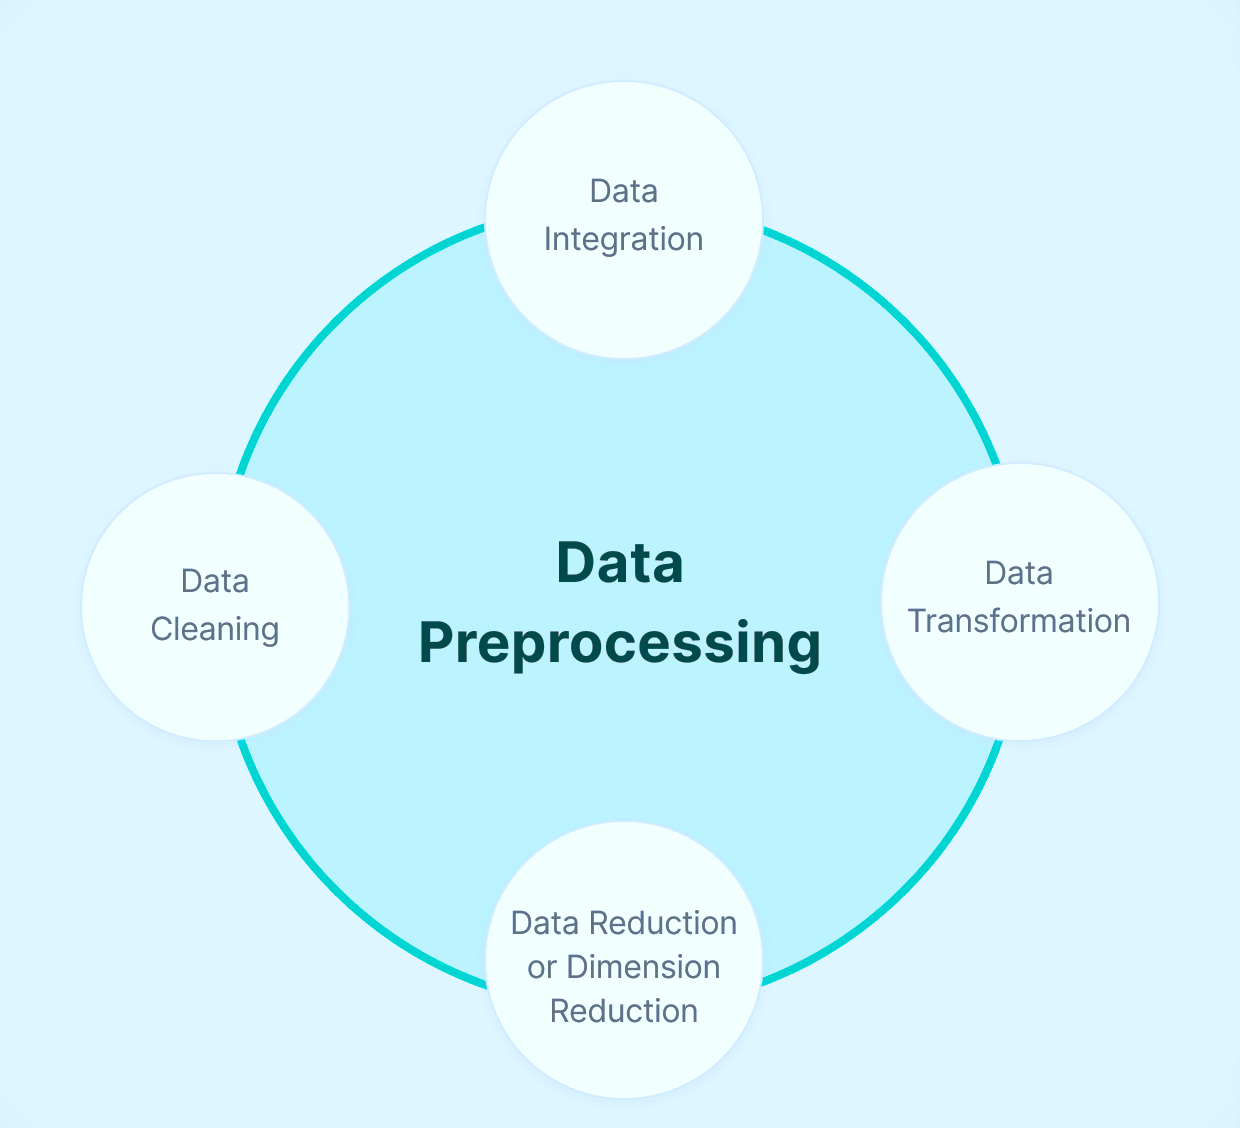 Data
Integration
Data
Cleaning
Data
Preprocessing
Data
Transformation
Data Reduction
or Dimension
Reduction